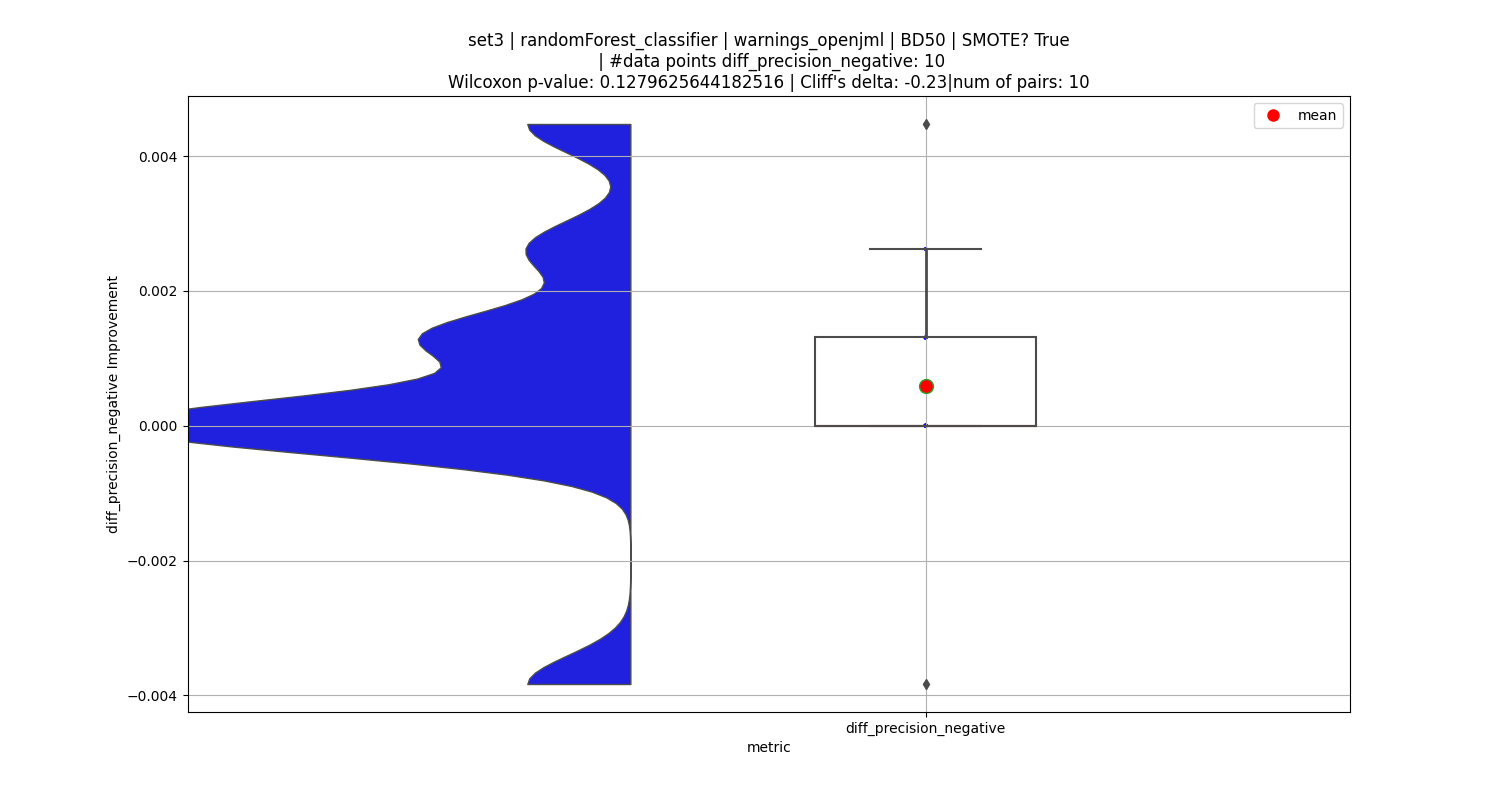 set3 | randomForest_classifier | warnings_openjml | BD50 | SMOTE? True
| #data points diff_precision_negative: 10
Wilcoxon p-value: 0.1279625644182516 | Cliff's delta: -0.23|num of pairs: 10
mean
0.004
0.002
0.000
−0.002
−0.004
diff_precision_negative Improvement
diff_precision_negative
metric